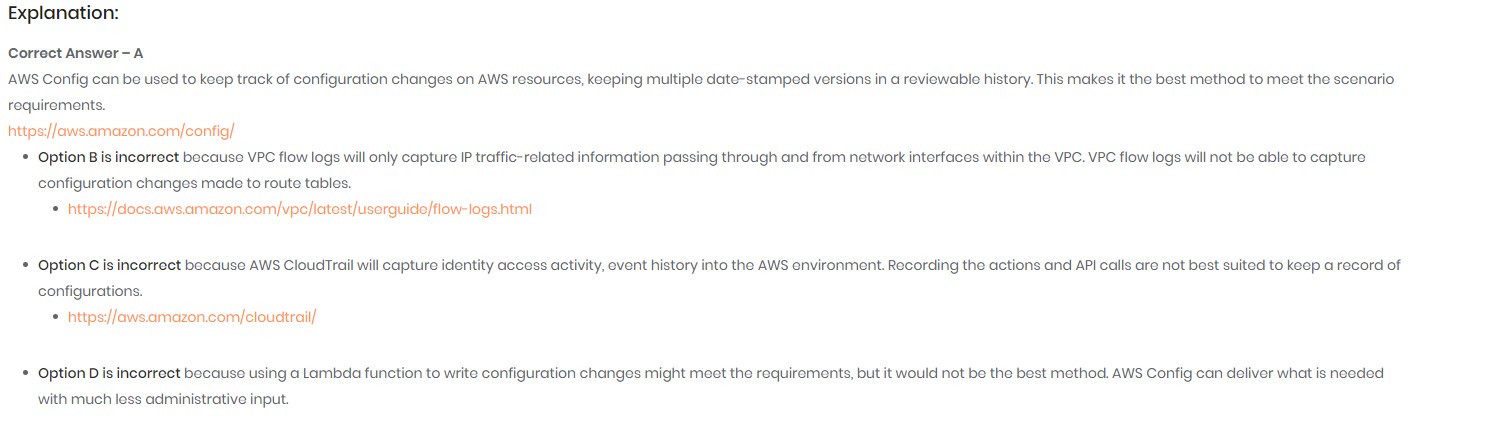 Explanation:
Correct Answer – A
AWS Config can be used to keep track of configuration changes on AWS resources, keeping multiple date-stamped versions in a reviewable history. This makes it the best method to meet the scenario
requirements.
https://aws.amazon.com/config/
• Option B is incorrect because VPC flow logs will only capture IP traffic-related information passing through and from network interfaces within the VPC. VPC flow logs will not be able to capture
configuration changes made to route tables.
• https://docs.aws.amazon.com/vpc/latest/userguide/flow-logs.html
• Option C is incorrect because AWS CloudTrail will capture identity access activity, event history into the AWS environment. Recording the actions and API calls are not best suited to keep a record of
configurations.
• https://aws.amazon.com/cloudtrail/
• Option D is incorrect because using a Lambda function to write configuration changes might meet the requirements, but it would not be the best method. AWS Config can deliver what is needed
with much less administrative input.